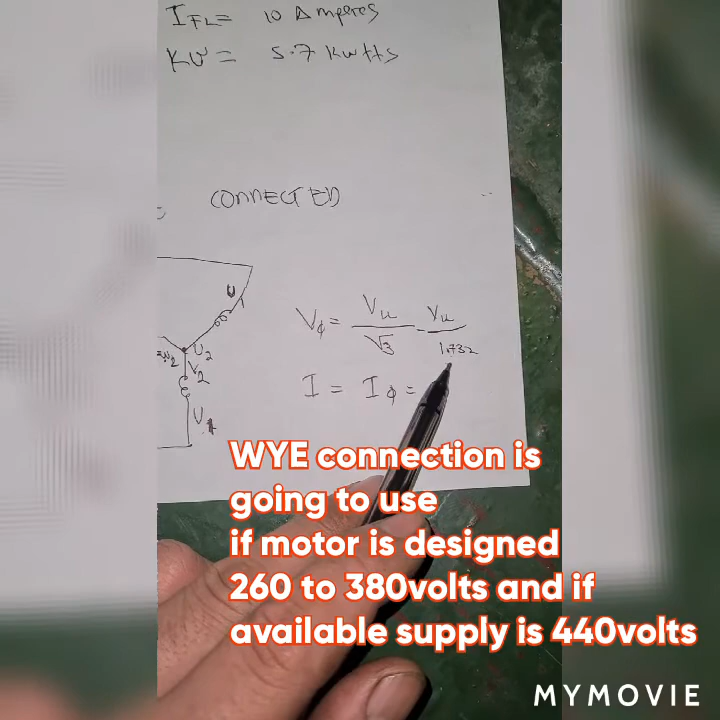 IFL = 10 Amperes
KW = 5.7 Kwtts
CONNECTED
U1
U2
W2
V2
V1
Vφ = VLL / √3 = VLL / 1.732
I = Iφ =
WYE connection is
going to use
if motor is designed
260 to 380volts and if
available supply is 440volts
MYMOVIE